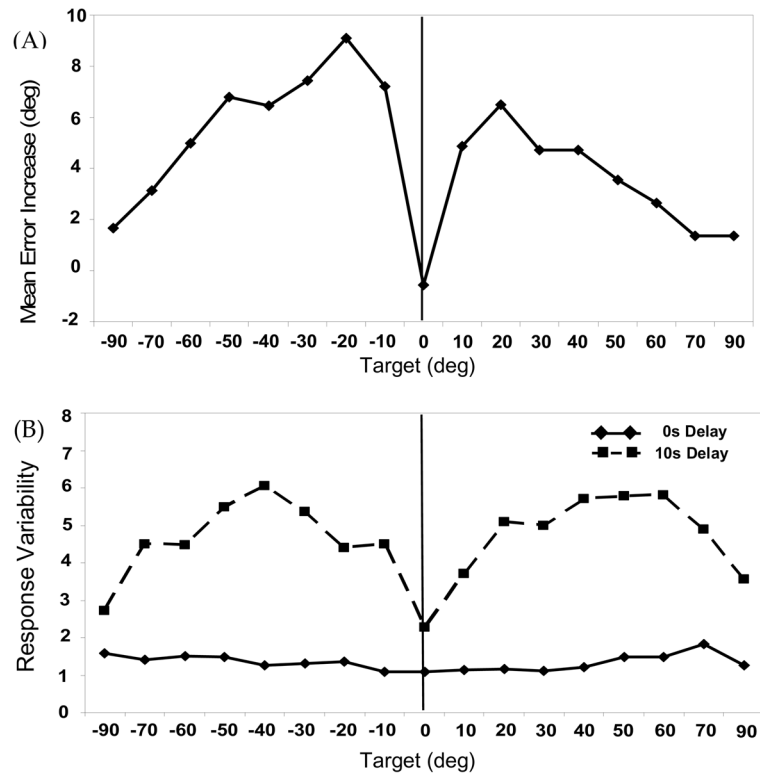 (A)
Mean Error Increase (deg)
10
8
6
4
2
0
-2
-90 -70 -60 -50 -40 -30 -20 -10 0 10 20 30 40 50 60 70 90
Target (deg)
(B)
Response Variability
8
7
6
5
4
3
2
1
0
0s Delay
10s Delay
-90 -70 -60 -50 -40 -30 -20 -10 0 10 20 30 40 50 60 70 90
Target (deg)